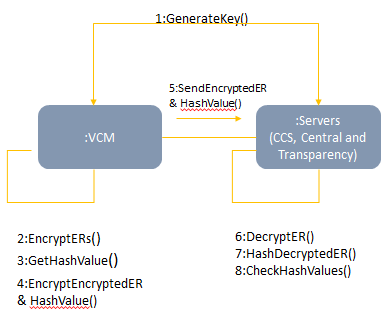 1:GenerateKey()
5:SendEncryptedER
& HashValue()
:VCM
:Servers
(CCS, Central and
Transparency)
2:EncryptERs()
3:GetHashValue()
4:EncryptEncryptedER
& HashValue()
6:DecryptER()
7:HashDecryptedER()
8:CheckHashValues()